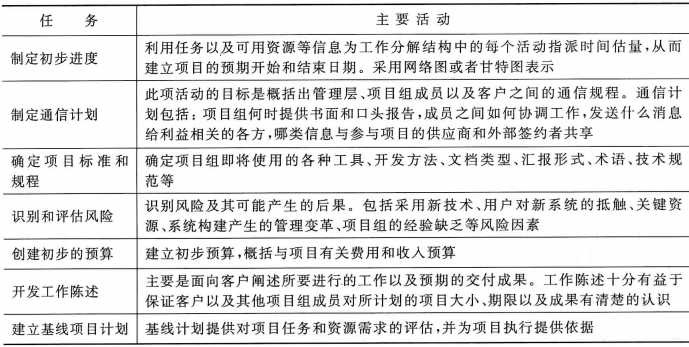 任 务 主 要 活 动
制定初步进度 利用任务以及可用资源等信息为工作分解结构中的每个活动指派时间估量,从而
建立项目的预期开始和结束日期。采用网络图或者甘特图表示
制定通信计划 此项活动的目标是概括出管理层、项目组成员以及客户之间的通信规程。通信计
划包括:项目组何时提供书面和口头报告,成员之间如何协调工作,发送什么消息
给利益相关的各方,哪类信息与参与项目的供应商和外部签约者共享
确定项目标准和
规程
确定项目组即将使用的各种工具、开发方法、文档类型、汇报形式、术语、技术规
范等
识别和评估风险 识别风险及其可能产生的后果。包括采用新技术、用户对新系统的抵触、关键资
源、系统构建产生的管理变革、项目组的经验缺乏等风险因素
创建初步的预算 建立初步预算,概括与项目有关费用和收入预算
开发工作陈述 主要是面向客户阐述所要进行的工作以及预期的交付成果。工作陈述十分有益于
保证客户以及其他项目组成员对所计划的项目大小、期限以及成果有清楚的认识
建立基线项目计划 基线计划提供对项目任务和资源需求的评估,并为项目执行提供依据